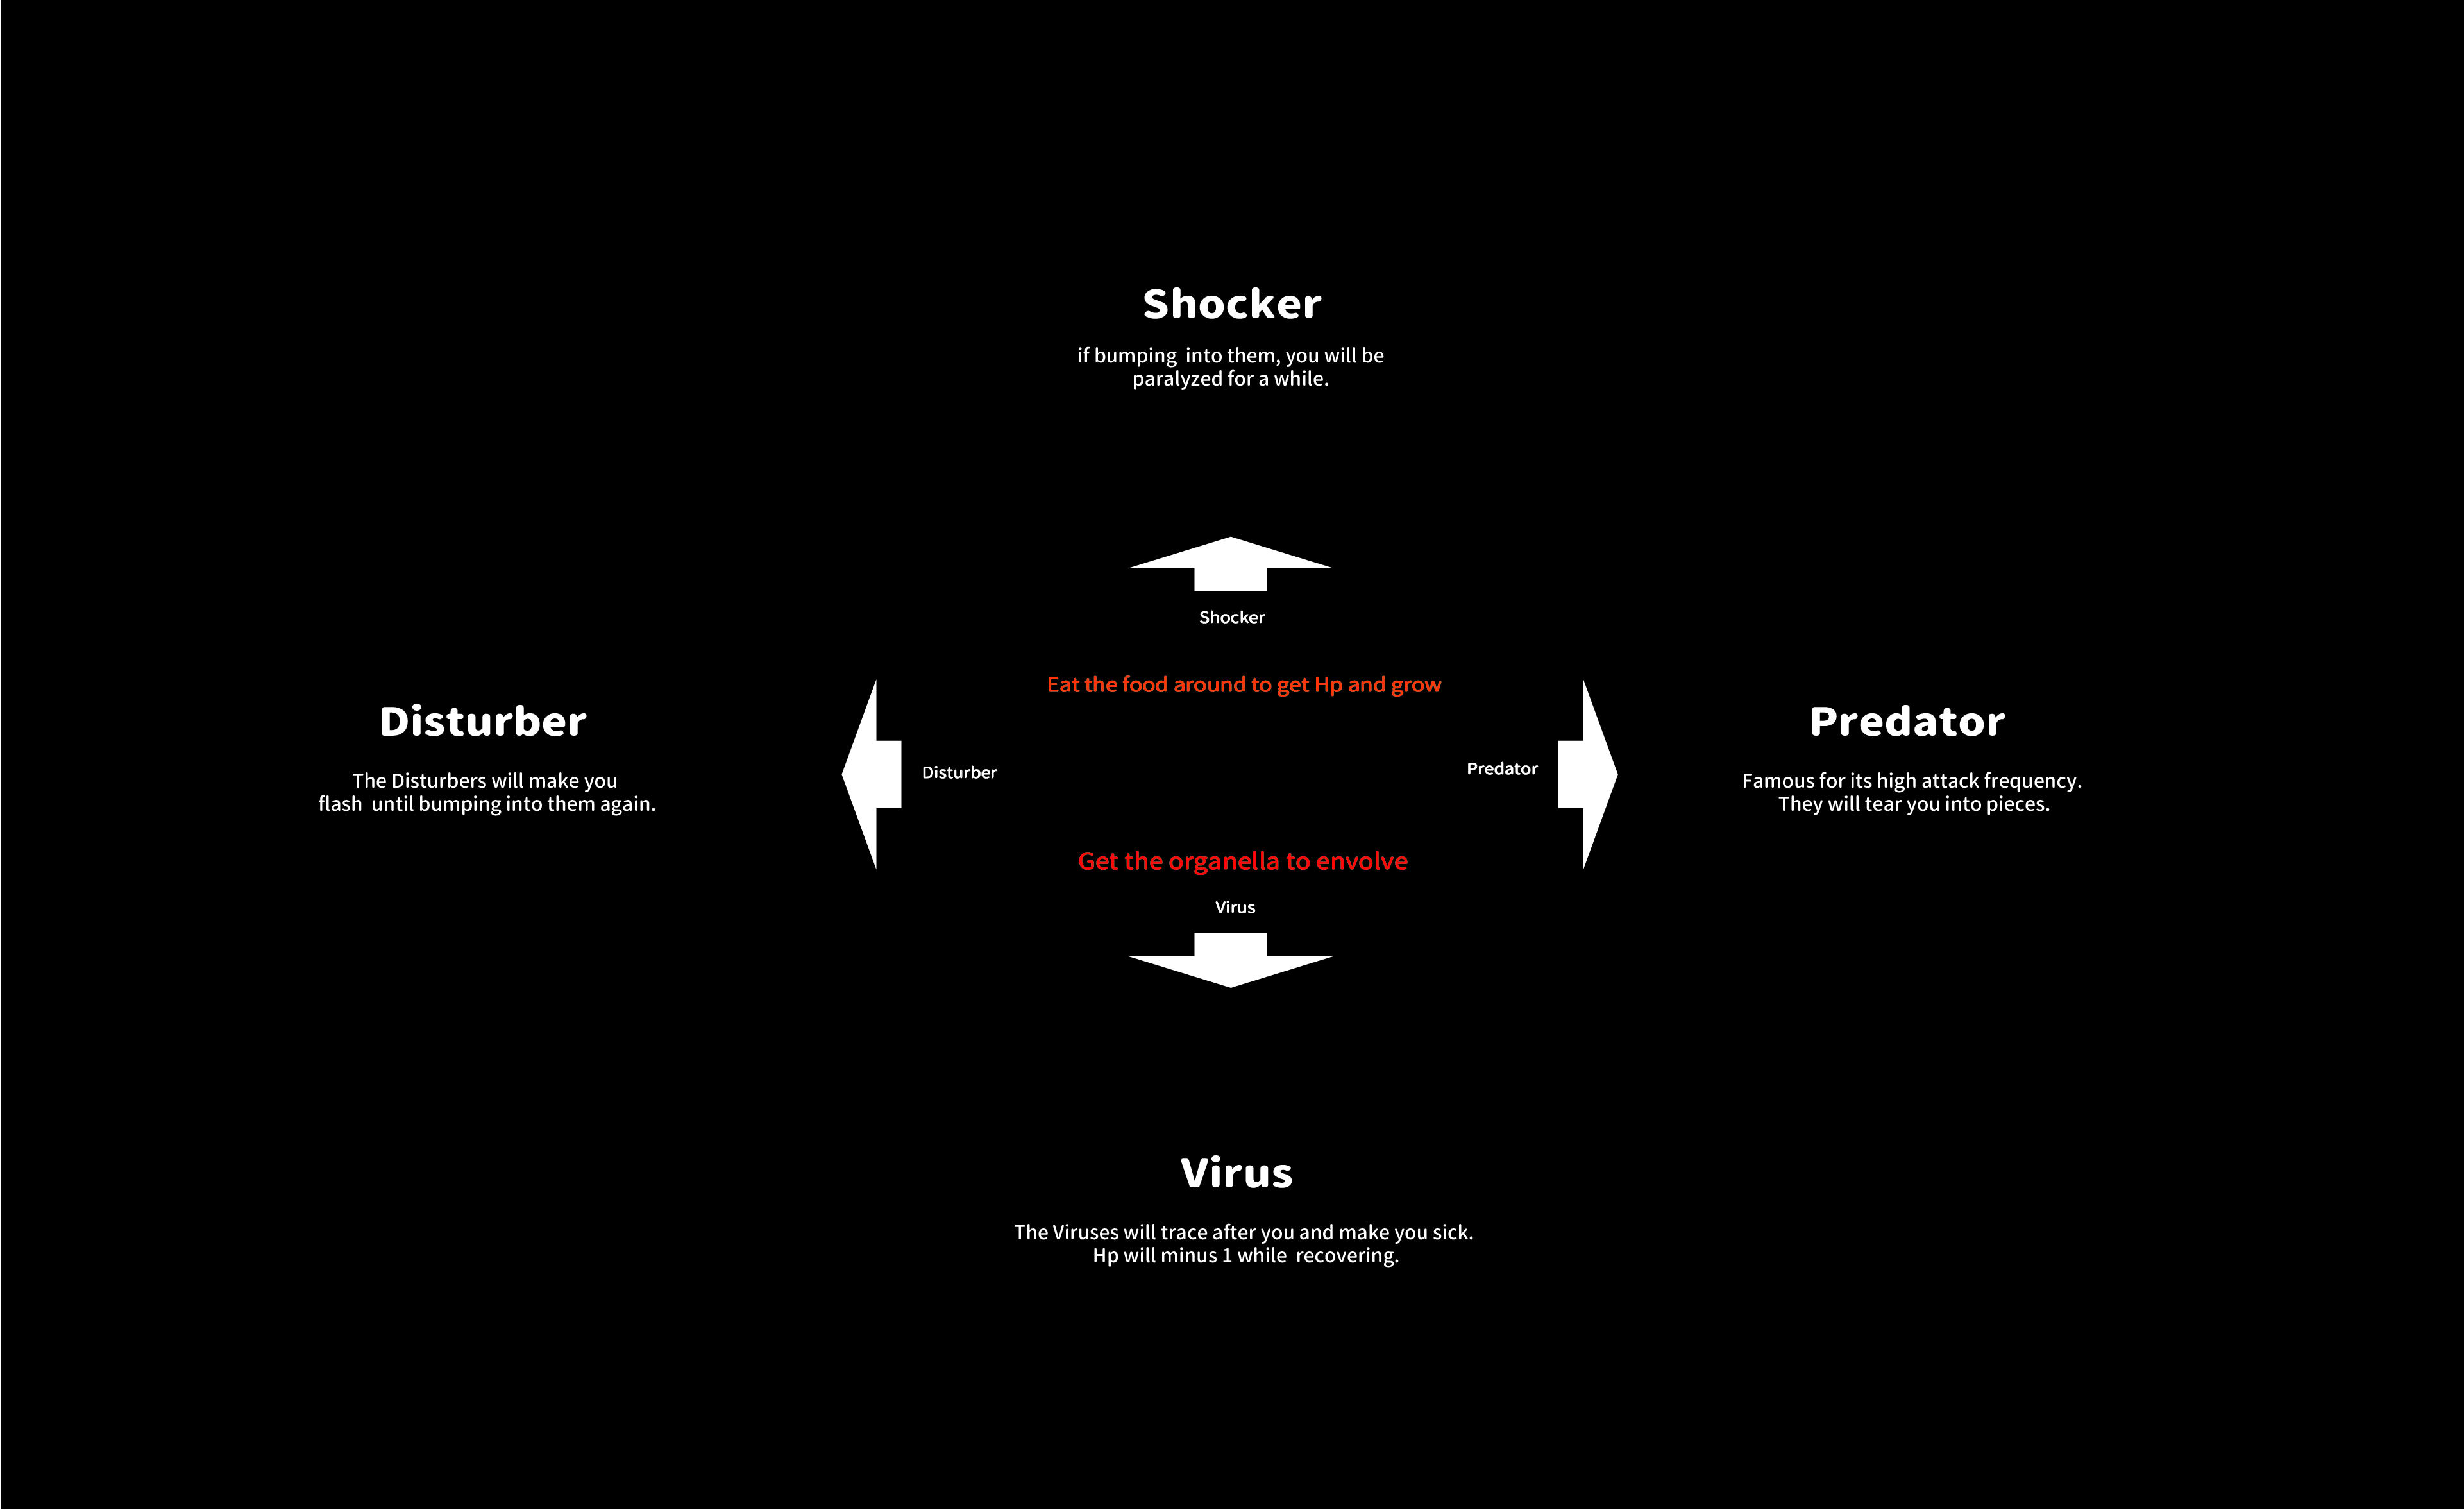 Shocker
if bumping into them, you will be
paralyzed for a while.
Shocker
Eat the food around to get Hp and grow
Disturber
The Disturbers will make you
flash until bumping into them again.
Disturber
Predator
Predator
Famous for its high attack frequency.
They will tear you into pieces.
Get the organella to envolve
Virus
Virus
The Viruses will trace after you and make you sick.
Hp will minus 1 while recovering.